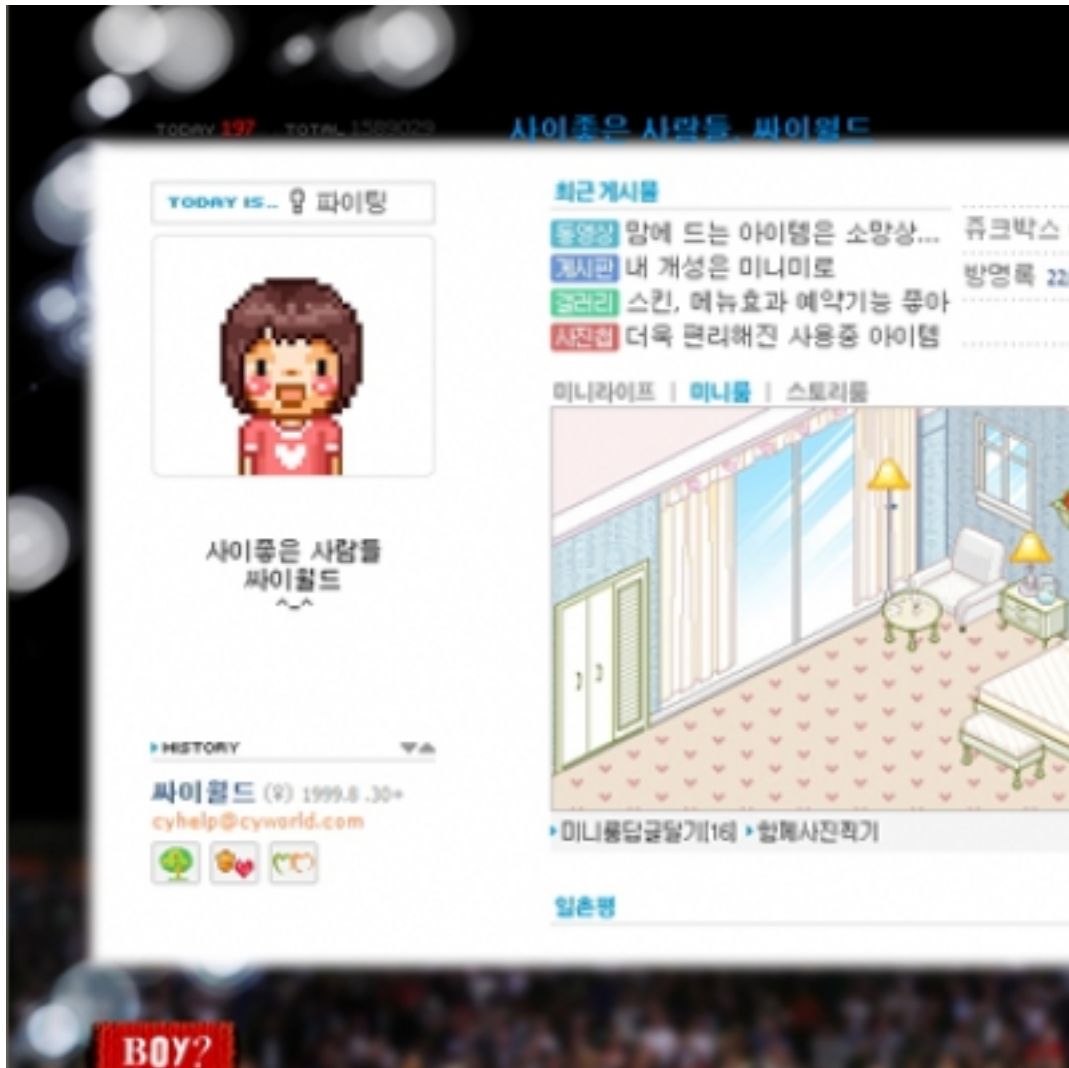 TODAY 197 TOTAL 1589029
사이좋은 사람들, 싸이월드
TODAY IS.. 파이팅
사이좋은 사람들
싸이월드
^_^
HISTORY
싸이월드 (우) 1999.8.30+
cyhelp@cyworld.com
최근 게시물
동영상 맘에 드는 아이템은 소망상...
게시판 내 개성은 미니미로
갤러리 스킨, 메뉴효과 예약기능 좋아
사진첩 더욱 편리해진 사용중 아이템
쥬크박스
방명록 22
미니라이프 | 미니룸 | 스토리룸
미니룸답글달기[16] 함께사진찍기
일촌평
BOY?